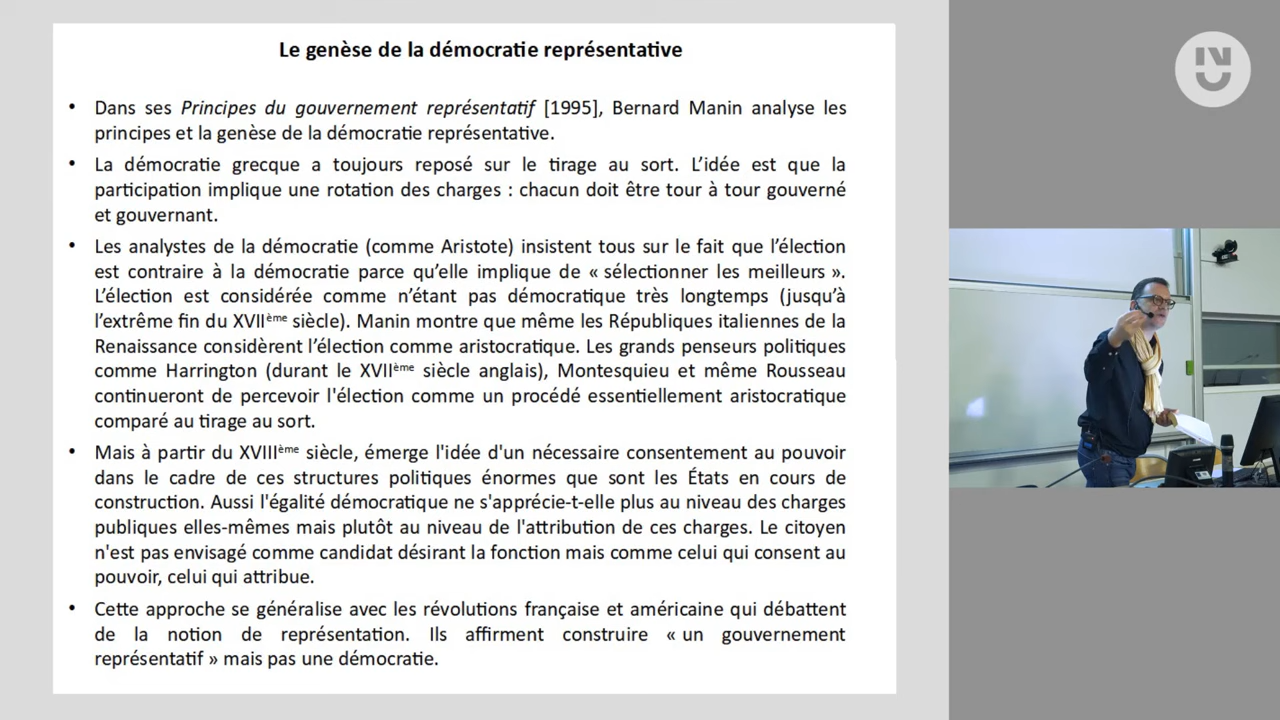 Le genèse de la démocratie représentative
• Dans ses Principes du gouvernement représentatif [1995], Bernard Manin analyse les
principes et la genèse de la démocratie représentative.
• La démocratie grecque a toujours reposé sur le tirage au sort. L’idée est que la
participation implique une rotation des charges : chacun doit être tour à tour gouverné
et gouvernant.
• Les analystes de la démocratie (comme Aristote) insistent tous sur le fait que l’élection
est contraire à la démocratie parce qu’elle implique de « sélectionner les meilleurs ».
L’élection est considérée comme n’étant pas démocratique très longtemps (jusqu’à
l’extrême fin du XVIIème siècle). Manin montre que même les Républiques italiennes de la
Renaissance considèrent l’élection comme aristocratique. Les grands penseurs politiques
comme Harrington (durant le XVIIème siècle anglais), Montesquieu et même Rousseau
continueront de percevoir l'élection comme un procédé essentiellement aristocratique
comparé au tirage au sort.
• Mais à partir du XVIIIème siècle, émerge l'idée d'un nécessaire consentement au pouvoir
dans le cadre de ces structures politiques énormes que sont les États en cours de
construction. Aussi l'égalité démocratique ne s'apprécie-t-elle plus au niveau des charges
publiques elles-mêmes mais plutôt au niveau de l'attribution de ces charges. Le citoyen
n'est pas envisagé comme candidat désirant la fonction mais comme celui qui consent au
pouvoir, celui qui attribue.
• Cette approche se généralise avec les révolutions française et américaine qui débattent
de la notion de représentation. Ils affirment construire « un gouvernement
représentatif » mais pas une démocratie.